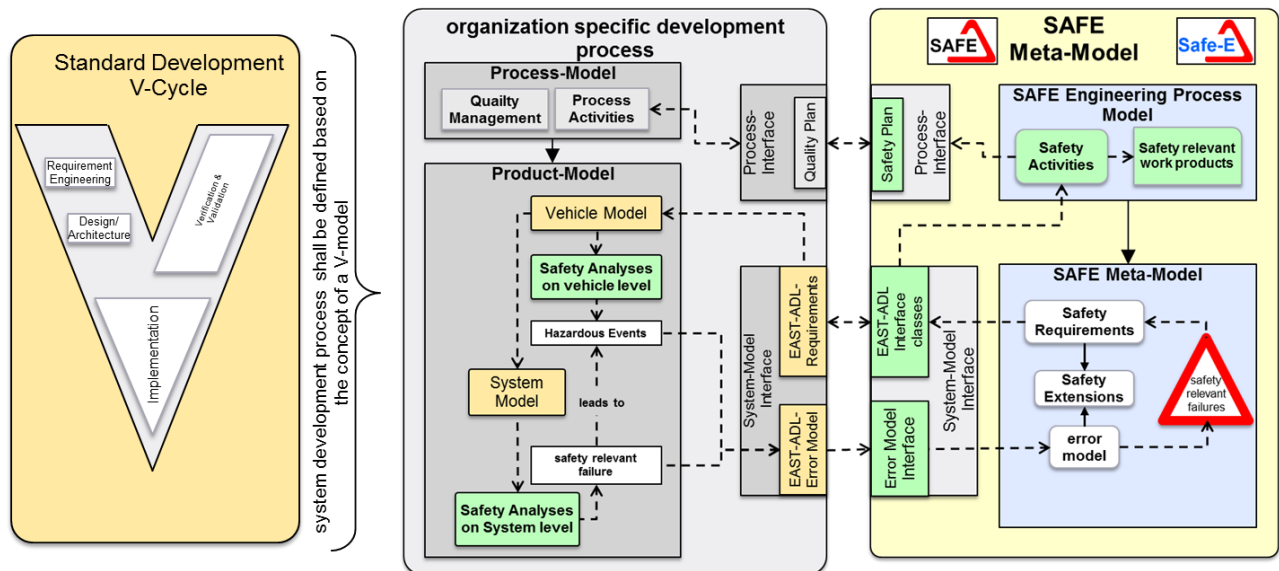 Standard Development
V-Cycle
Requirement
Engineering
Design/
Architecture
Verification &
Validation
Implementation
system development process shall be defined based on
the concept of a V-model
organization specific development
process
Process-Model
Quailty
Management
Process
Activities
Product-Model
Vehicle Model
Safety Analyses
on vehicle level
Hazardous Events
System
Model
leads to
safety relevant
failure
Safety Analyses
on System level
Process-
Interface
Quality Plan
System-Model
Interface
EAST-ADL-
Requirements
EAST-ADL-
Error Model
SAFE
SAFE
Meta-Model
Safe-E
Safety Plan
Process-
Interface
EAST-ADL
Interface
classes
System-Model
Interface
Error Model
Interface
SAFE Engineering Process
Model
Safety
Activities
Safety relevant
work products
SAFE Meta-Model
Safety
Requirements
Safety
Extensions
error
model
safety
relevant
failures